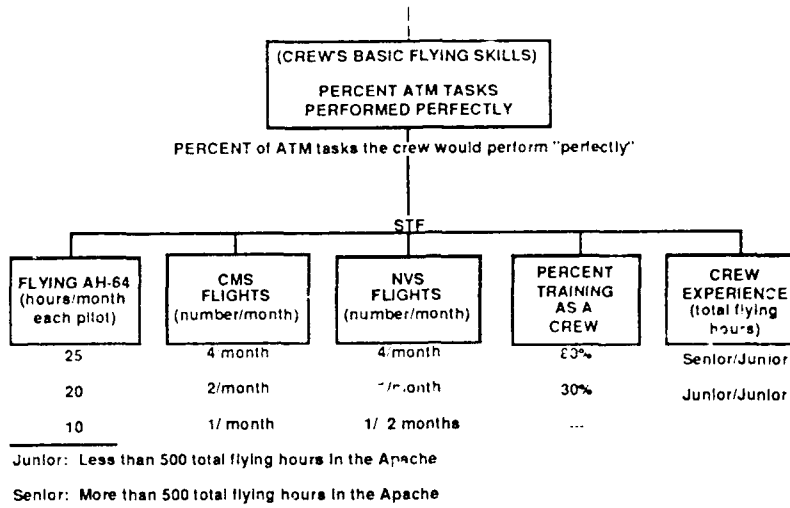 (CREW'S BASIC FLYING SKILLS)
PERCENT ATM TASKS
PERFORMED PERFECTLY
PERCENT of ATM tasks the crew would perform "perfectly"
STF
FLYING AH-64
(hours/month
each pilot)
CMS
FLIGHTS
(number/month)
NVS
FLIGHTS
(number/month)
PERCENT
TRAINING
AS A
CREW
CREW
EXPERIENCE
(total flying
hours)
25 4/month 4/month Senior/Junior
20 2/month 30% Junior/Junior
10 1/ month 1/ 2 months ---
Junior: Less than 500 total flying hours in the Apache
Senior: More than 500 total flying hours in the Apache